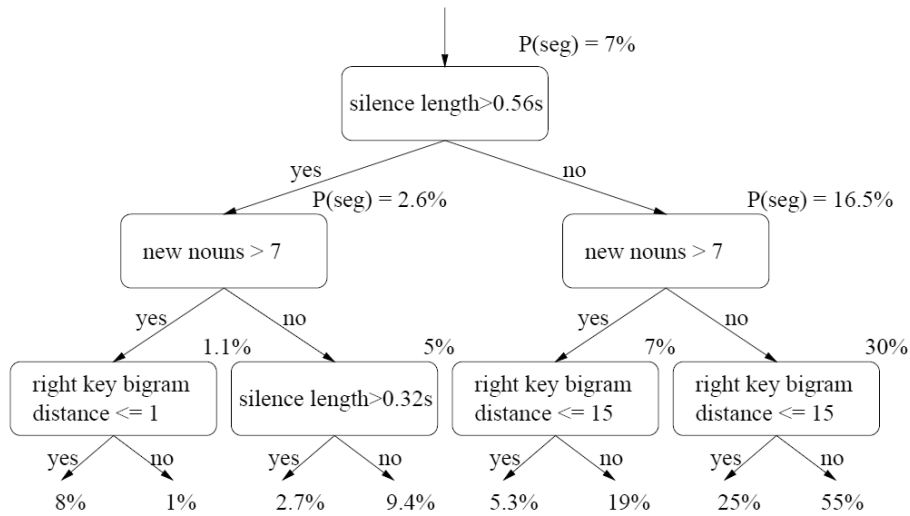 P(seg) = 7%
silence length>0.56s
yes
no
P(seg) = 2.6%
P(seg) = 16.5%
new nouns > 7
new nouns > 7
yes
no
yes
no
1.1%
5%
7%
30%
right key bigram
distance <= 1
silence length>0.32s
right key bigram
distance <= 15
right key bigram
distance <= 15
yes
no
yes
no
yes
no
yes
no
8%
1%
2.7%
9.4%
5.3%
19%
25%
55%